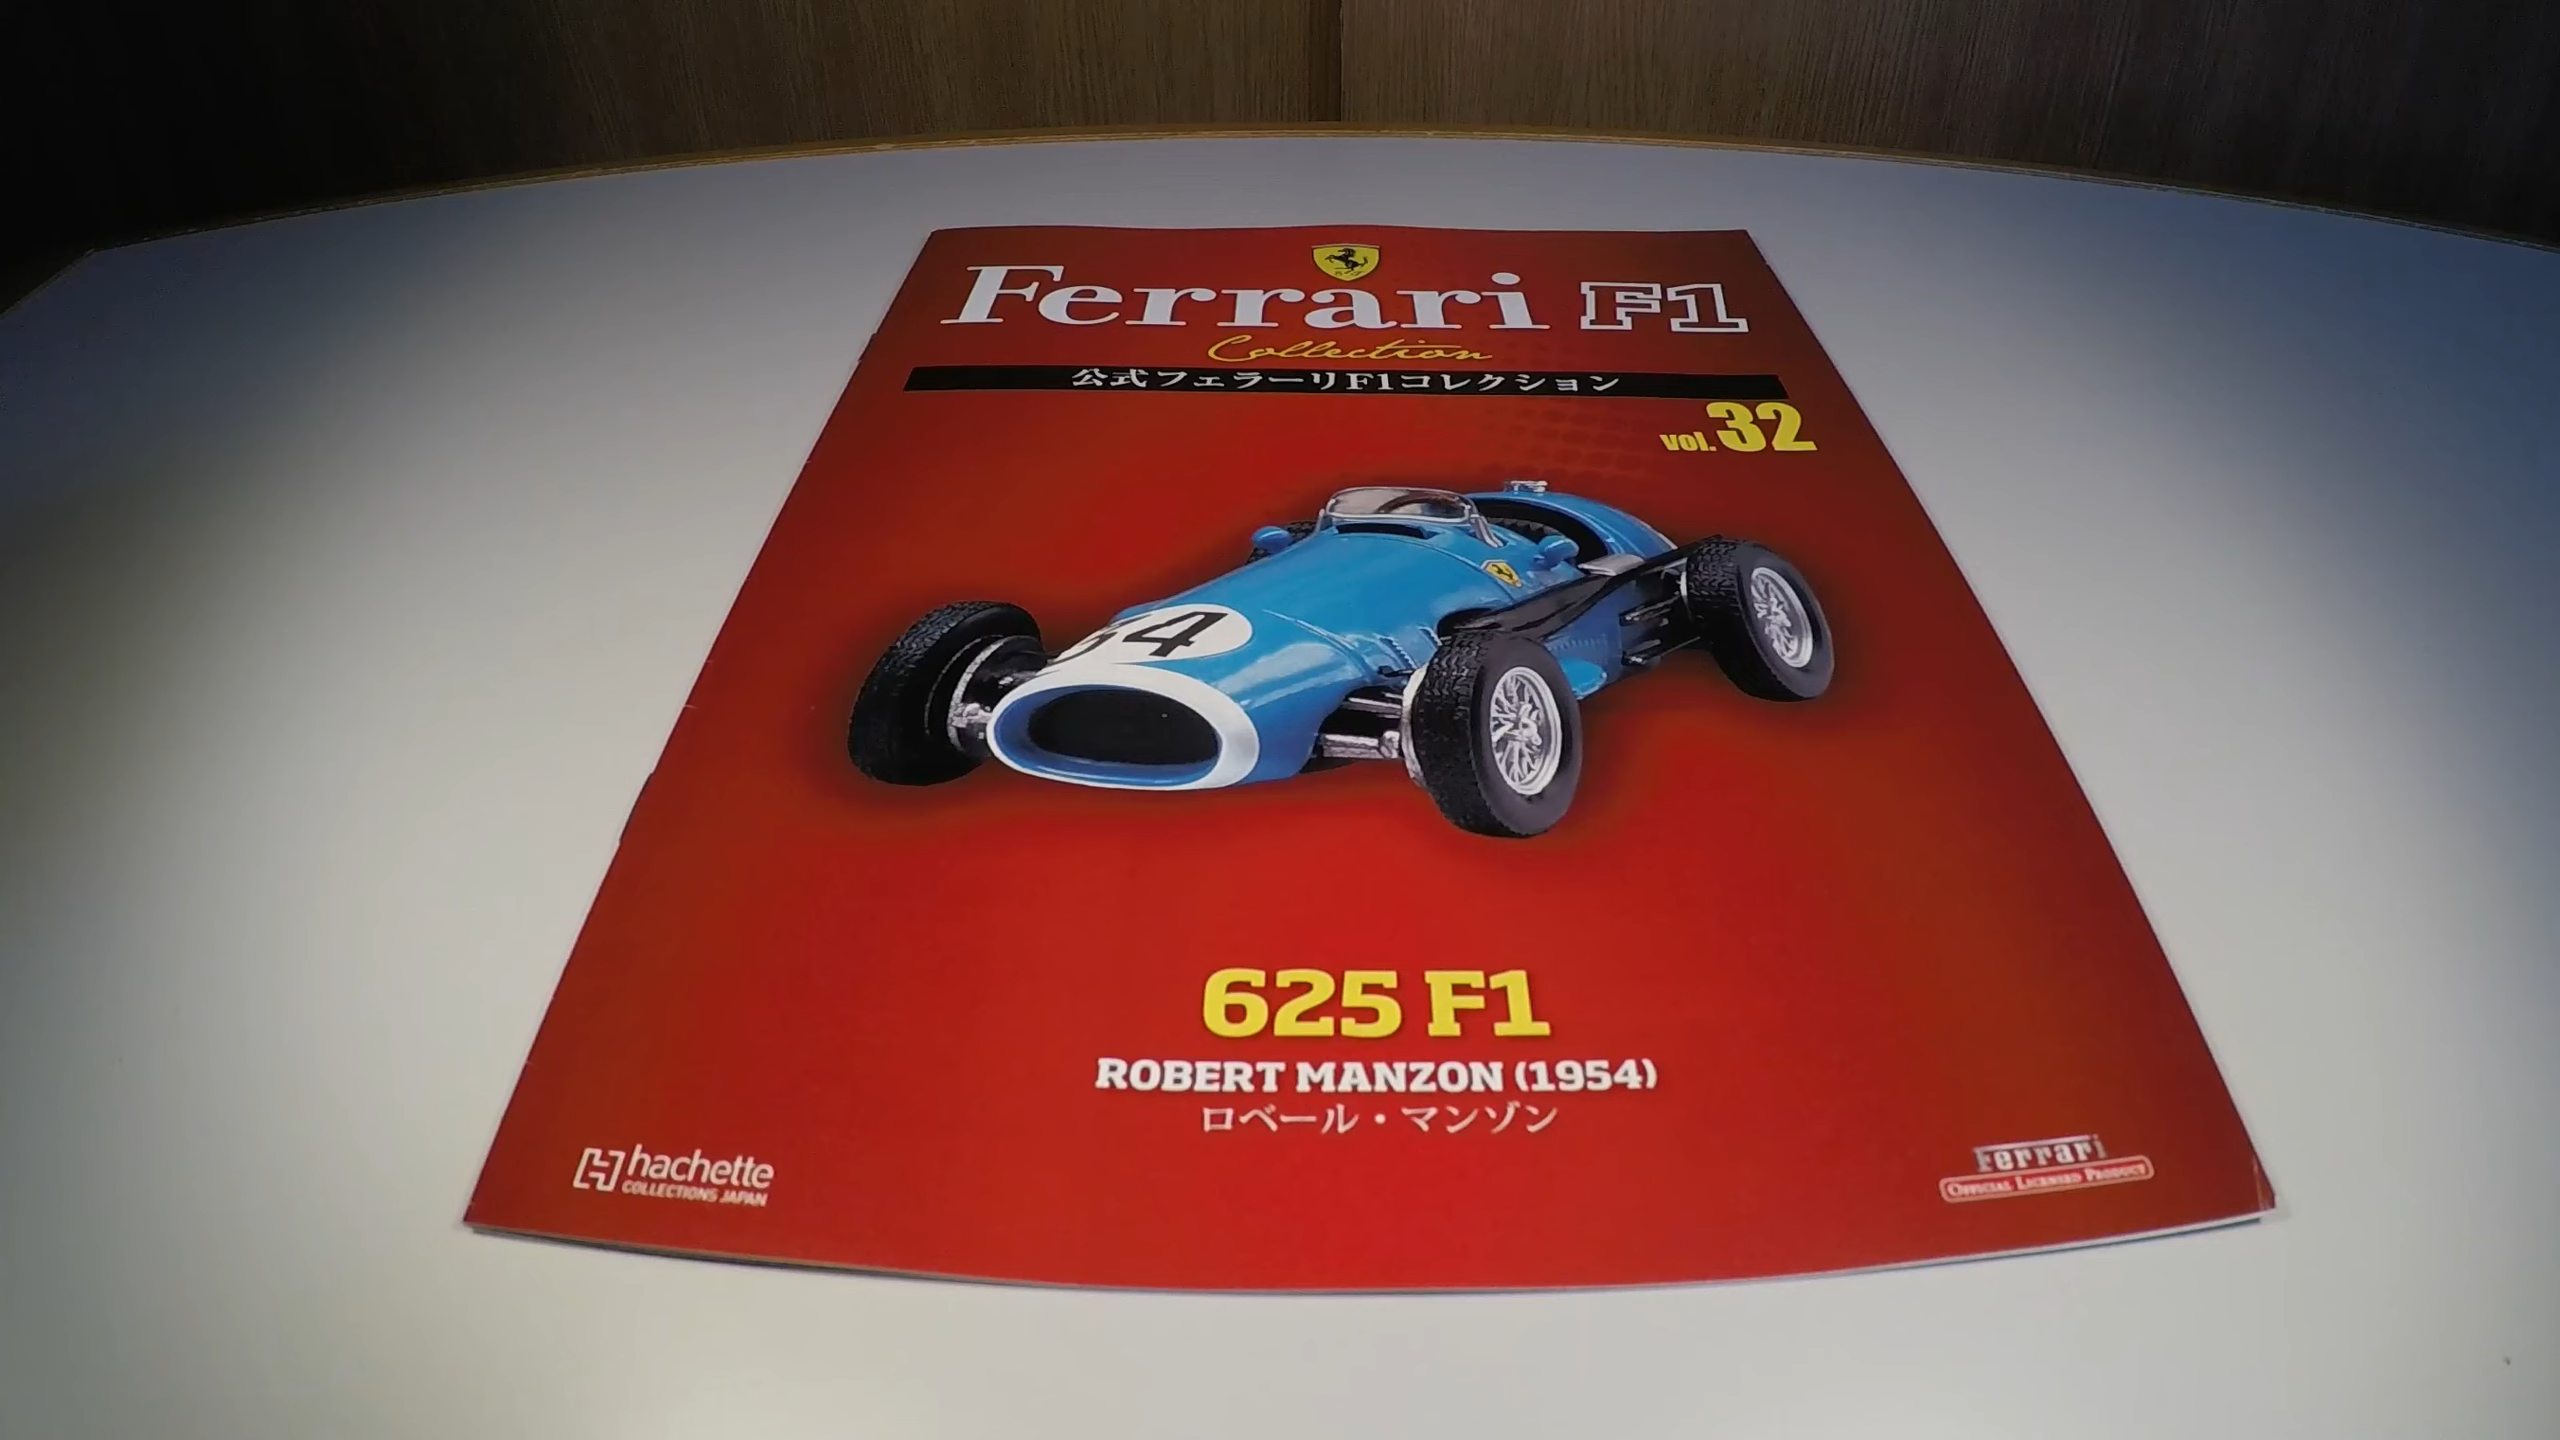 Ferrari F1
Collection
公式フェラーリF1コレクション
vol.32
34
625 F1
ROBERT MANZON (1954)
ロベール・マンゾン
hachette
COLLECTIONS JAPAN
Ferrari
OFFICIAL LICENSED PRODUCT